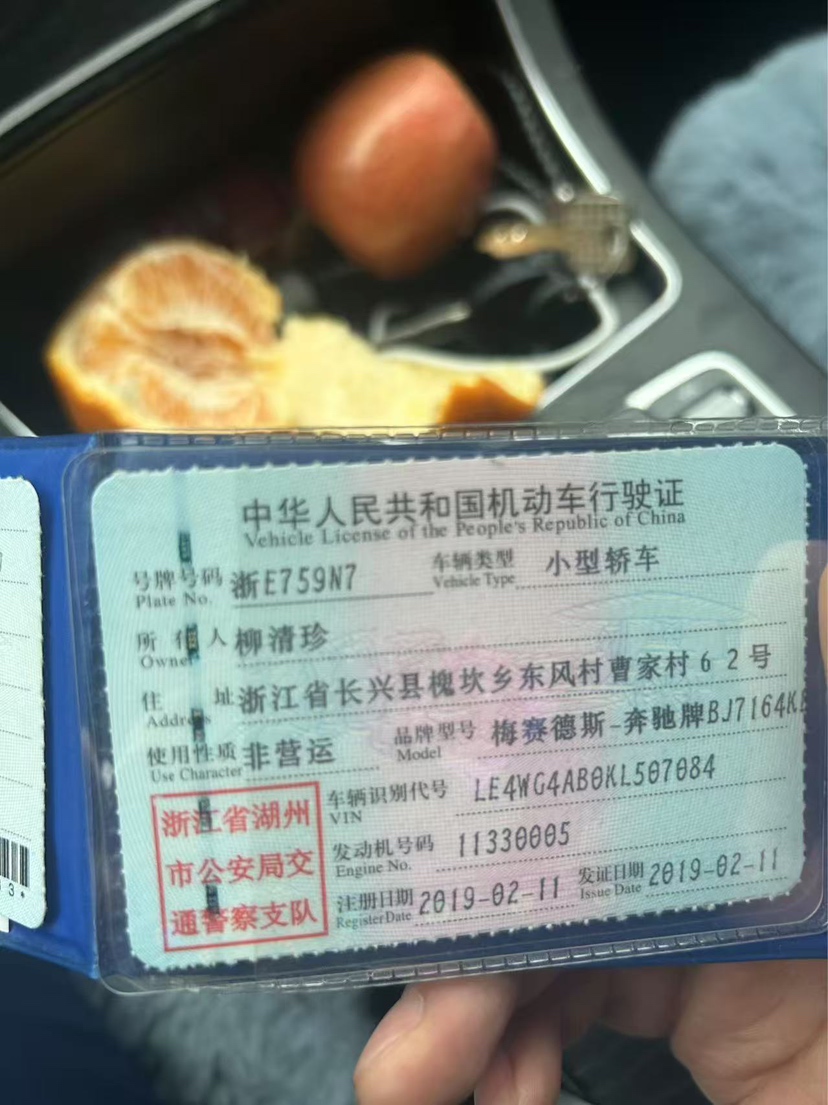 中华人民共和国机动车行驶证
Vehicle License of the People's Republic of China
号牌号码 浙E759N7 车辆类型 小型轿车
Plate No. Vehicle Type
所有人 柳清珍
Owner
住址 浙江省长兴县槐坎乡东风村曹家村62号
Address
使用性质 非营运 品牌型号 梅赛德斯-奔驰牌BJ7164K
Use Character Model
浙江省湖州
市公安局交
通警察支队
车辆识别代号 LE4WG4AB0KL507084
VIN
发动机号码 11330005
Engine No.
注册日期 2019-02-11 发证日期 2019-02-11
Register Date Issue Date